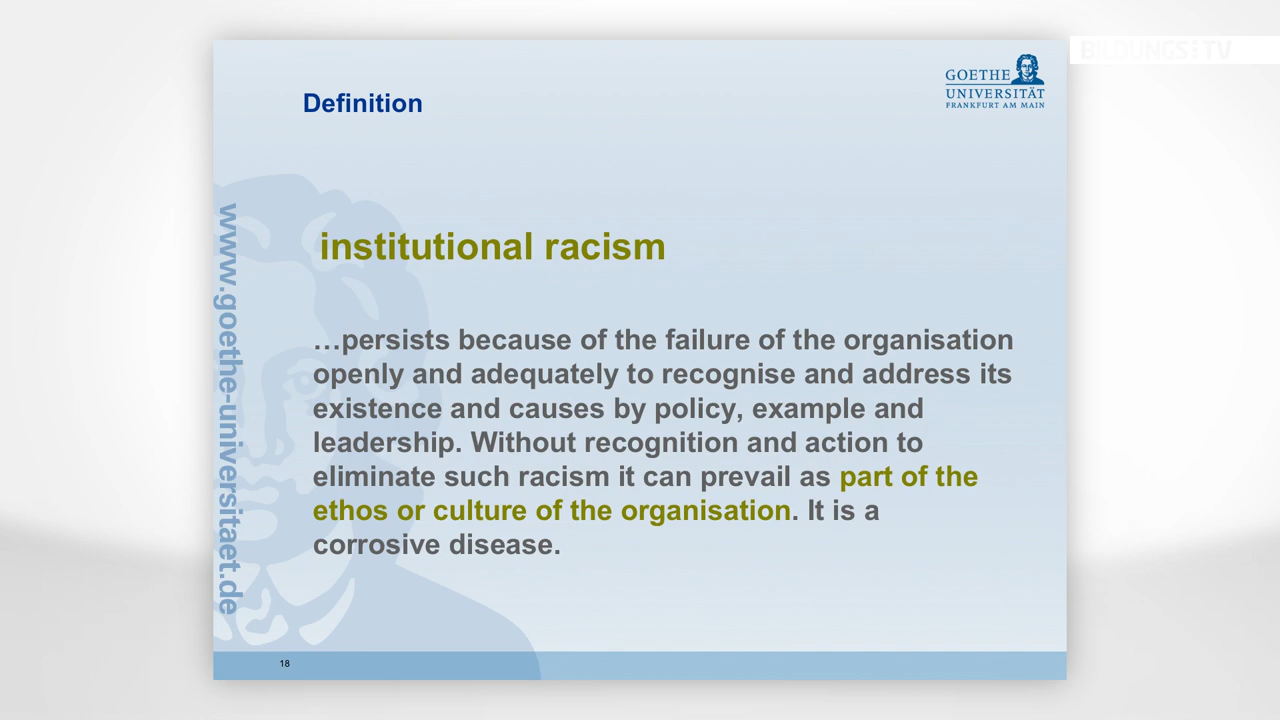 BILDUNGS:TV
Definition
GOETHE
UNIVERSITÄT
FRANKFURT AM MAIN
www.goethe-universitaet.de
institutional racism
…persists because of the failure of the organisation
openly and adequately to recognise and address its
existence and causes by policy, example and
leadership. Without recognition and action to
eliminate such racism it can prevail as part of the
ethos or culture of the organisation. It is a
corrosive disease.
18